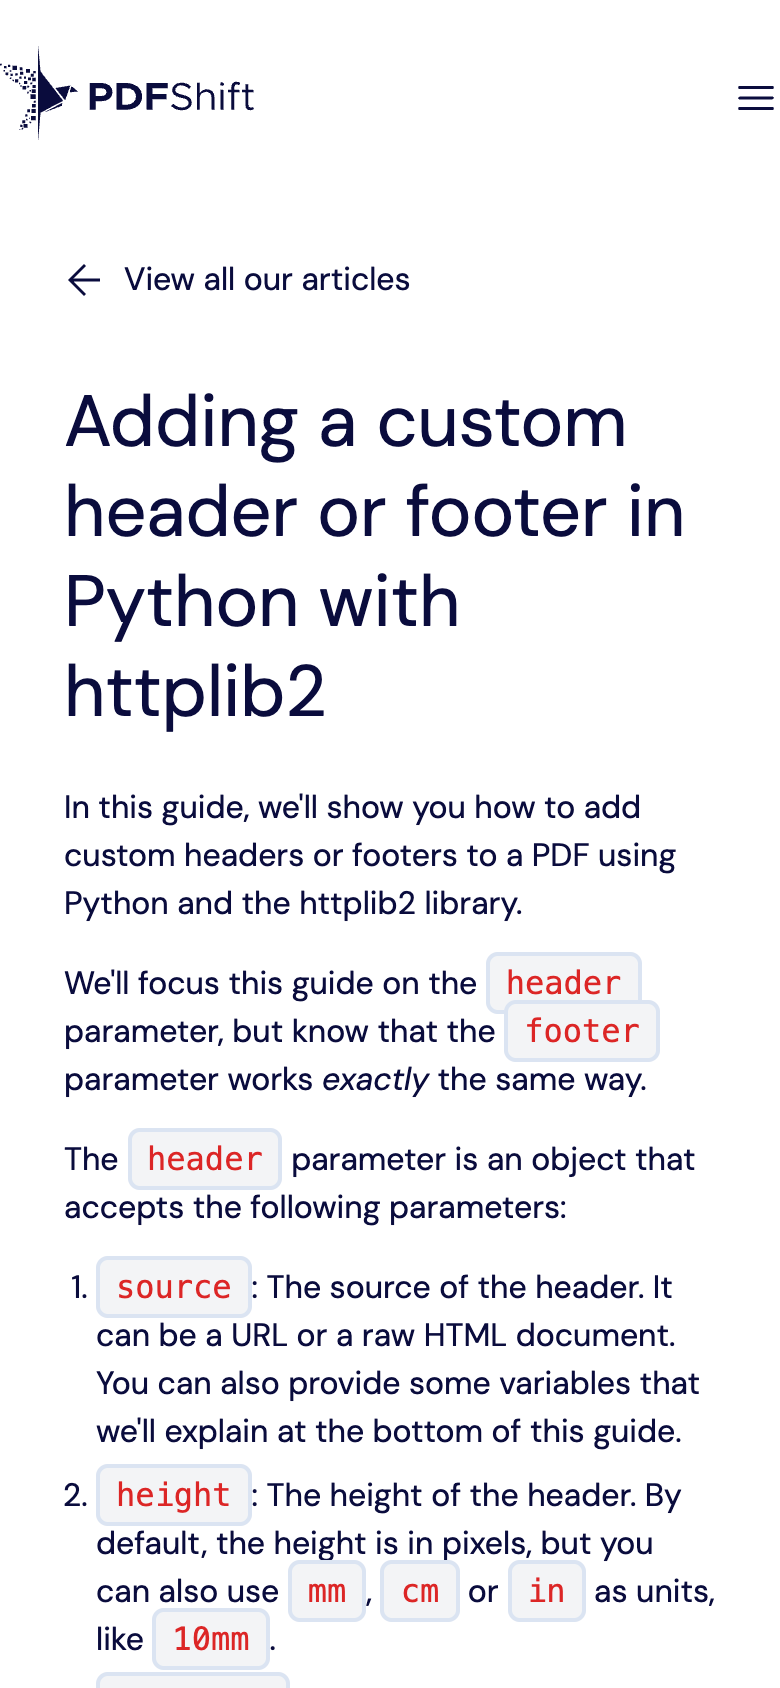 PDFShift
View all our articles
Adding a custom
header or footer in
Python with
httplib2
In this guide, we'll show you how to add
custom headers or footers to a PDF using
Python and the httplib2 library.
We'll focus this guide on the header
parameter, but know that the footer
parameter works exactly the same way.
The header parameter is an object that
accepts the following parameters:
1. source : The source of the header. It
can be a URL or a raw HTML document.
You can also provide some variables that
we'll explain at the bottom of this guide.
2. height : The height of the header. By
default, the height is in pixels, but you
can also use mm , cm or in as units,
like 10mm .